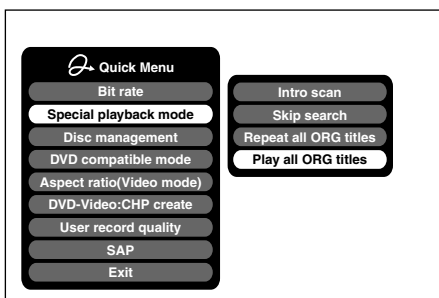 Quick Menu
Bit rate
Special playback mode
Disc management
DVD compatible mode
Aspect ratio(Video mode)
DVD-Video:CHP create
User record quality
SAP
Exit
Intro scan
Skip search
Repeat all ORG titles
Play all ORG titles